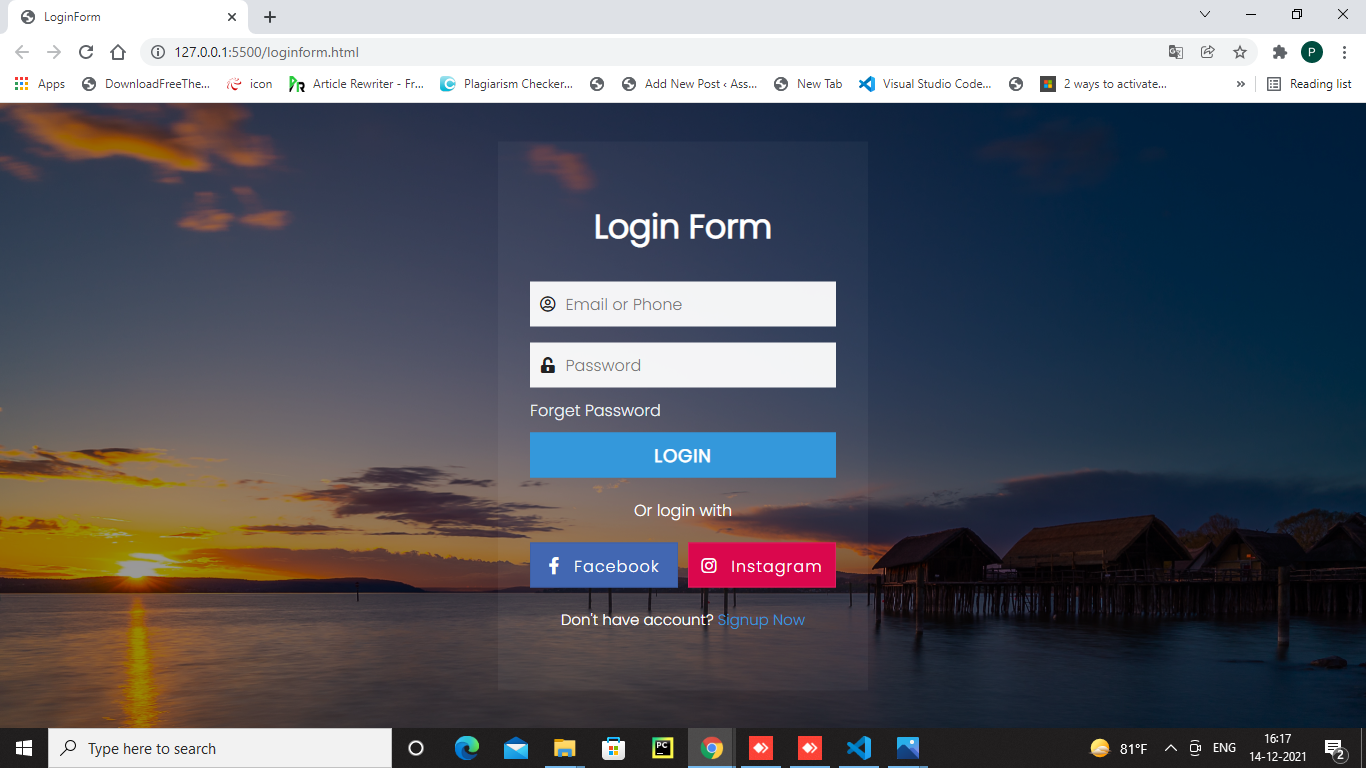 LoginForm
127.0.0.1:5500/loginform.html
P
Apps DownloadFreeThe... icon Article Rewriter - Fr... Plagiarism Checker... Add New Post ‹ Ass... New Tab Visual Studio Code... 2 ways to activate... » Reading list
Login Form
Email or Phone
Password
Forget Password
LOGIN
Or login with
Facebook Instagram
Don't have account? Signup Now
Type here to search PC 81°F ENG 16:17
14-12-2021 2